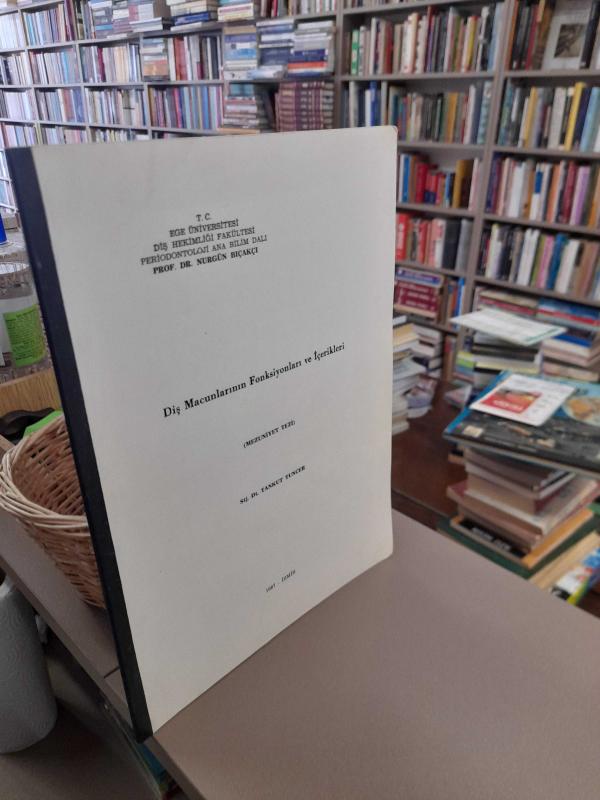 T. C.
EGE ÜNİVERSİTESİ
DİŞ HEKİMLİĞİ FAKÜLTESİ
PERİODONTOLOJİ ANA BİLİM DALI
PROF. DR. NURGÜN BIÇAKÇI
Diş Macunlarının Fonksiyonları ve İçerikleri
(MEZUNİYET TEZİ)
Stj. Dt. TANKUT TUNCER
1987 - İZMİR